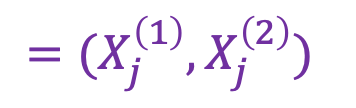 = (X_j^{(1)}, X_j^{(2)})